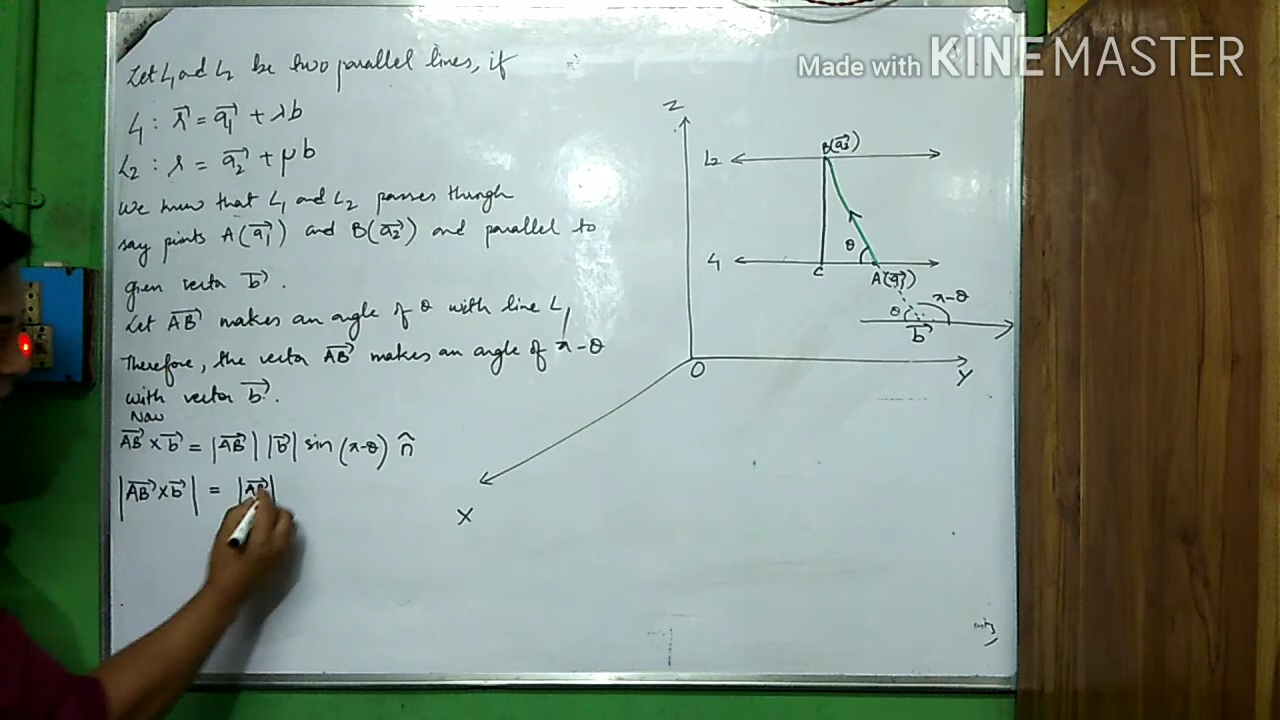 Let L1 and L2 be two parallel lines, if
L1 : r⃗ = a⃗1 + λb
L2 : r = a⃗2 + μb
We know that L1 and L2 passes through
say points A(a⃗1) and B(a⃗2) and parallel to
given vector b⃗.
Let AB⃗ makes an angle of θ with line L1
Therefore, the vector AB⃗ makes an angle of π-θ
with vector b⃗.
Now
AB⃗ × b⃗ = |AB⃗| |b⃗| sin (π-θ) n̂
|AB⃗ × b⃗| = |AB⃗|
Made with KINEMASTER
Z
L2
B(a⃗2)
θ
L1
C
A(a⃗1)
π-θ
θ
b⃗
O
Y
X